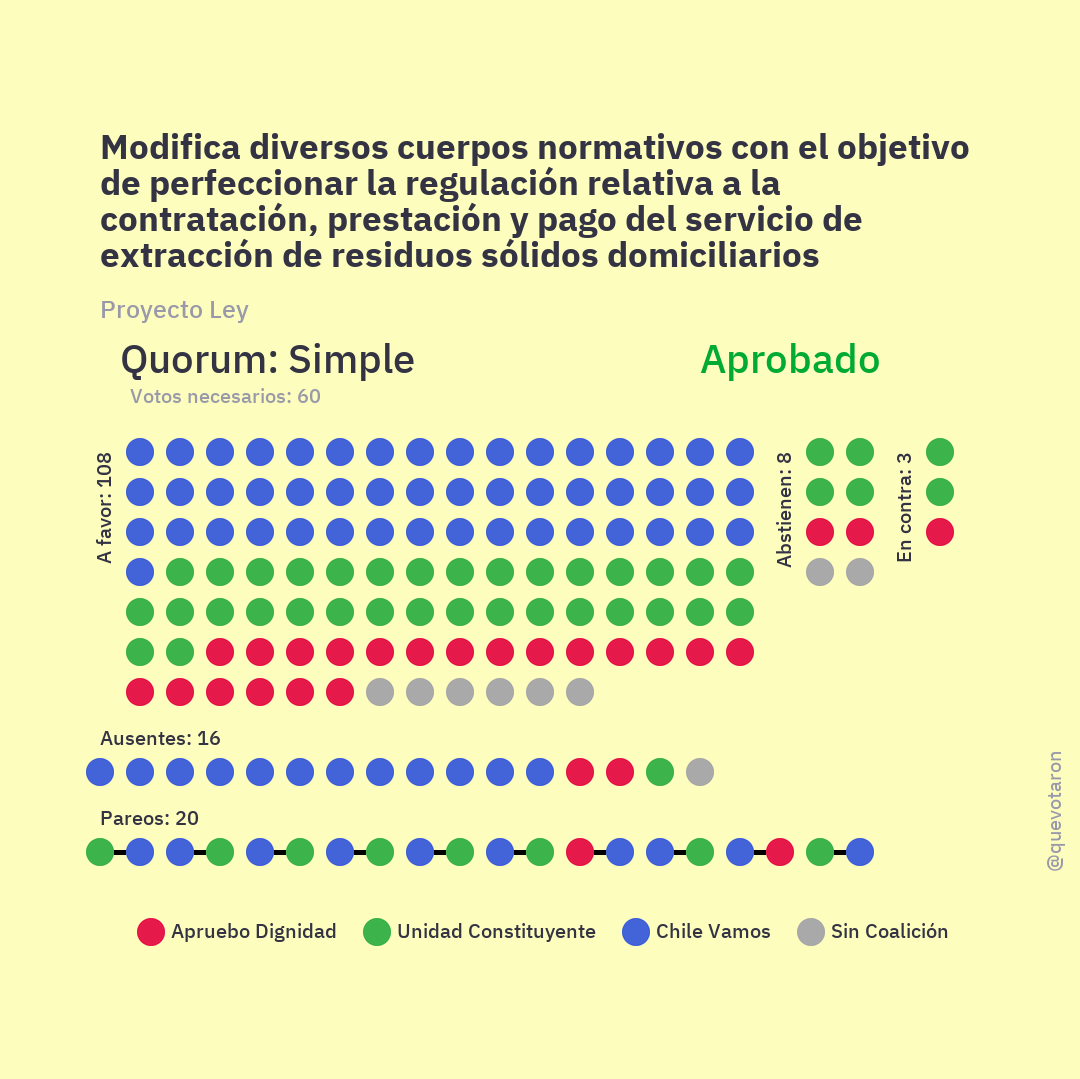 Modifica diversos cuerpos normativos con el objetivo
de perfeccionar la regulación relativa a la
contratación, prestación y pago del servicio de
extracción de residuos sólidos domiciliarios
Proyecto Ley
Quorum: Simple
Aprobado
Votos necesarios: 60
A favor: 108
Abstienen: 8
En contra: 3
Ausentes: 16
Pareos: 20
@quevotaron
Apruebo Dignidad
Unidad Constituyente
Chile Vamos
Sin Coalición